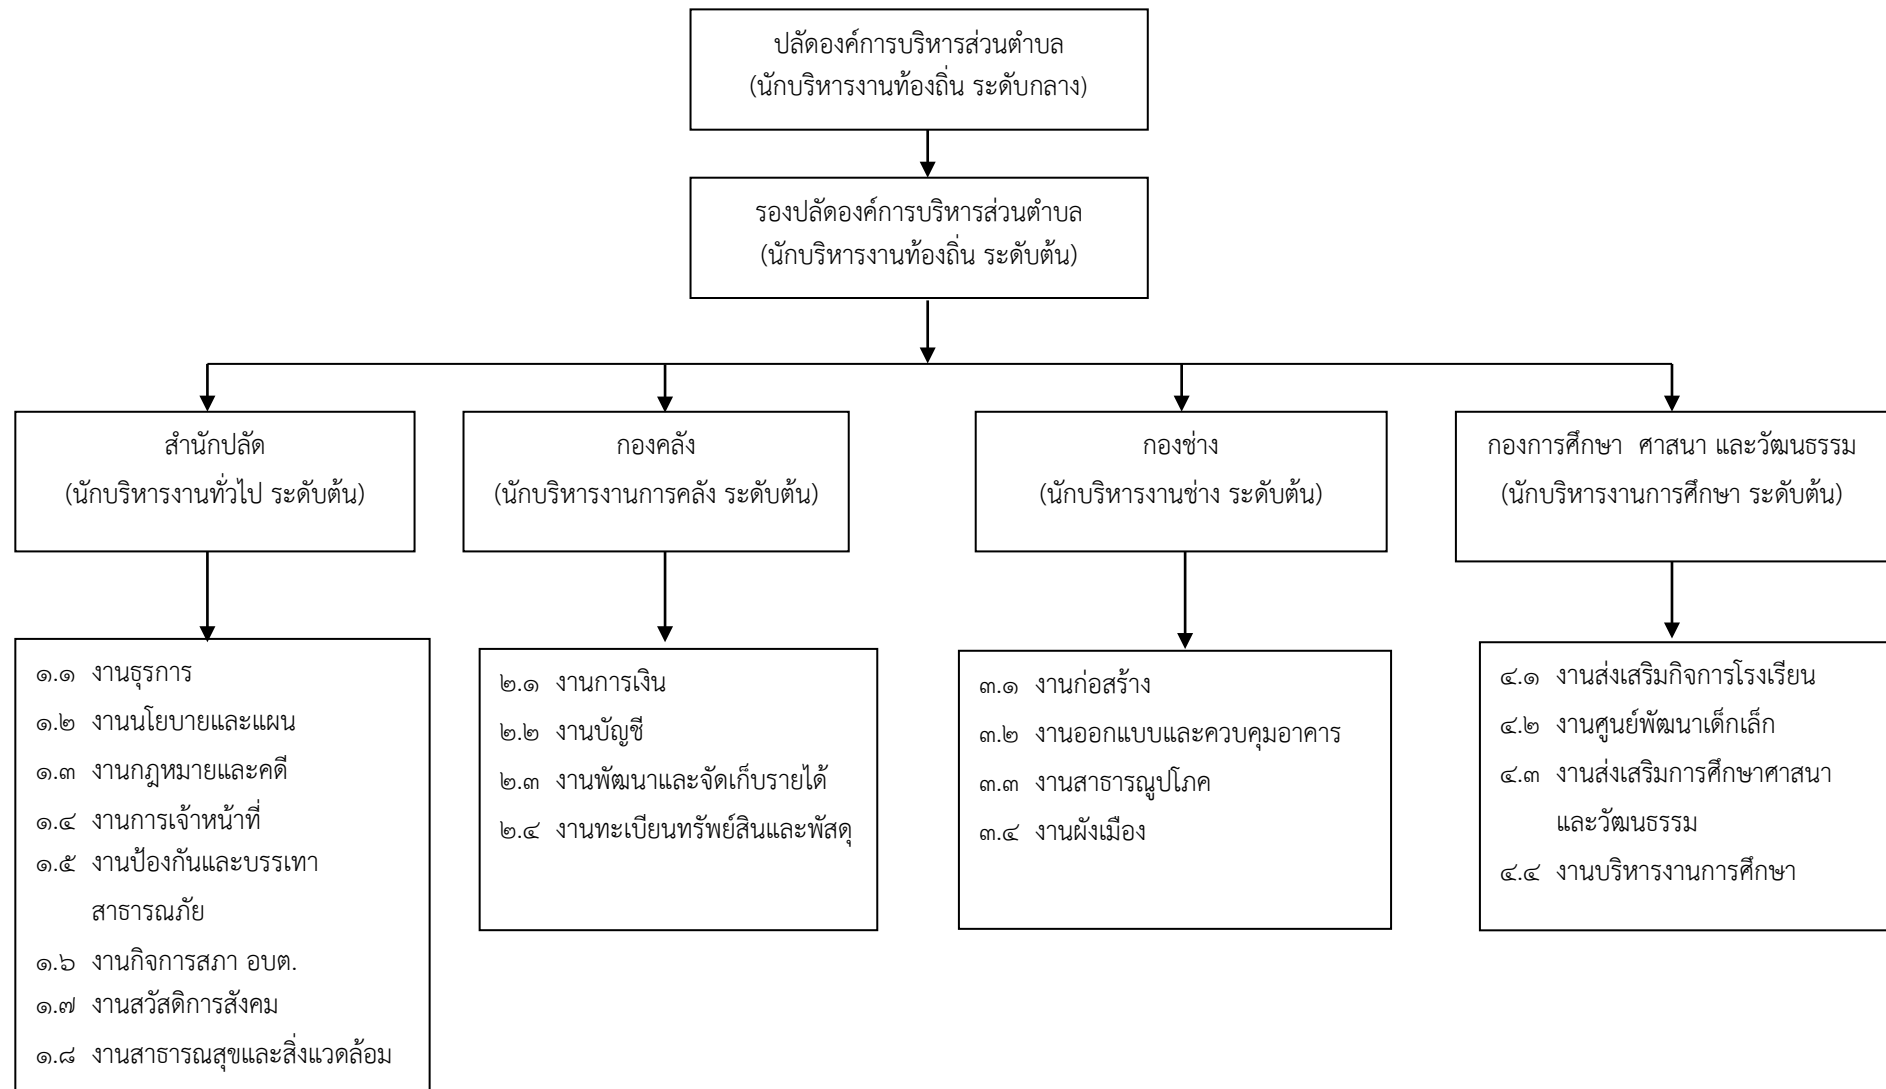 ปลัดองค์การบริหารส่วนตำบล
(นักบริหารงานท้องถิ่น ระดับกลาง)
รองปลัดองค์การบริหารส่วนตำบล
(นักบริหารงานท้องถิ่น ระดับต้น)
สำนักปลัด
(นักบริหารงานทั่วไป ระดับต้น)
กองคลัง
(นักบริหารงานการคลัง ระดับต้น)
กองช่าง
(นักบริหารงานช่าง ระดับต้น)
กองการศึกษา ศาสนา และวัฒนธรรม
(นักบริหารงานการศึกษา ระดับต้น)
๑.๑ งานธุรการ
๑.๒ งานนโยบายและแผน
๑.๓ งานกฎหมายและคดี
๑.๔ งานการเจ้าหน้าที่
๑.๕ งานป้องกันและบรรเทา
สาธารณภัย
๑.๖ งานกิจการสภา อบต.
๑.๗ งานสวัสดิการสังคม
๑.๘ งานสาธารณสุขและสิ่งแวดล้อม
๒.๑ งานการเงิน
๒.๒ งานบัญชี
๒.๓ งานพัฒนาและจัดเก็บรายได้
๒.๔ งานทะเบียนทรัพย์สินและพัสดุ
๓.๑ งานก่อสร้าง
๓.๒ งานออกแบบและควบคุมอาคาร
๓.๓ งานสาธารณูปโภค
๓.๔ งานผังเมือง
๔.๑ งานส่งเสริมกิจการโรงเรียน
๔.๒ งานศูนย์พัฒนาเด็กเล็ก
๔.๓ งานส่งเสริมการศึกษาศาสนา
และวัฒนธรรม
๔.๔ งานบริหารงานการศึกษา